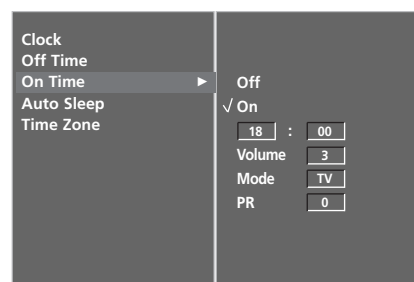 Clock
Off Time
On Time ►
Auto Sleep
Time Zone
Off
√ On
18 : 00
Volume 3
Mode TV
PR 0